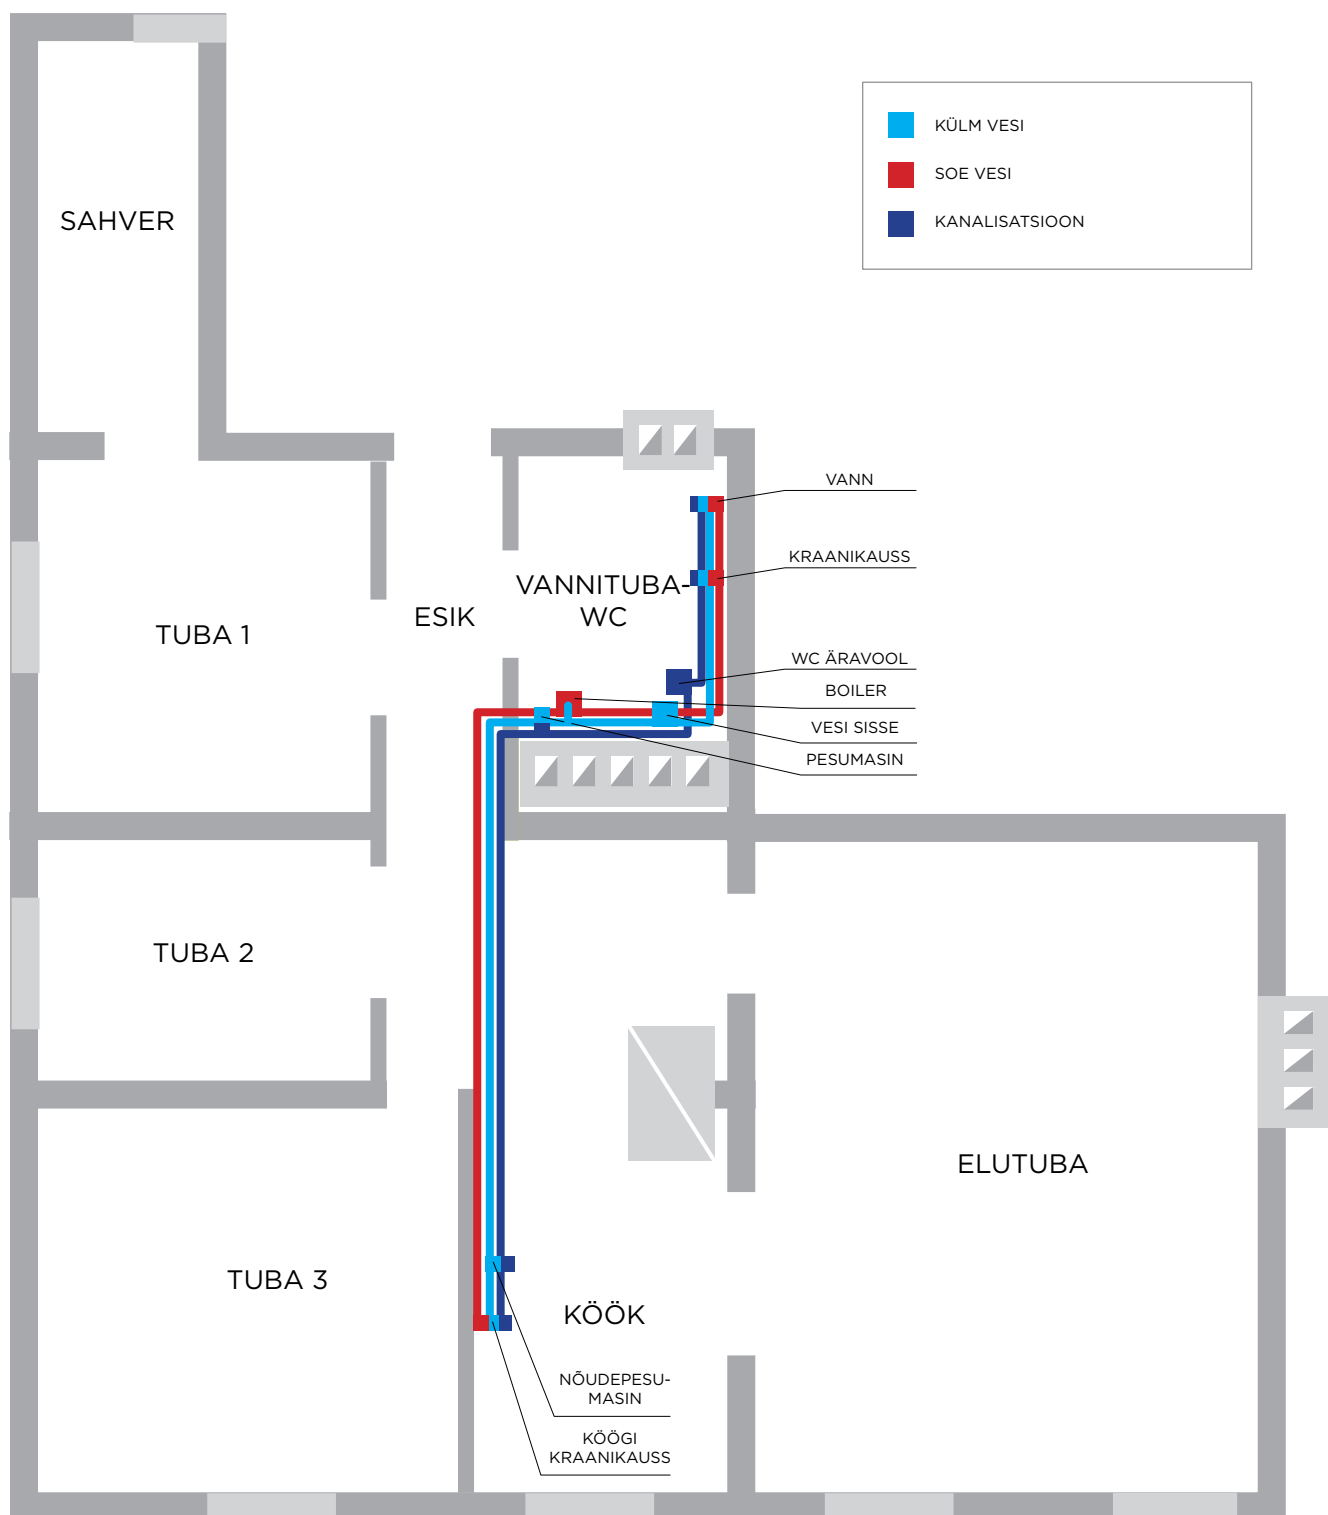 KÜLM VESI
SOE VESI
KANALISATSIOON
SAHVER
VANN
KRAANIKAUSS
VANNITUBA-
WC
ESIK
TUBA 1
WC ÄRAVOOL
BOILER
VESI SISSE
PESUMASIN
TUBA 2
ELUTUBA
TUBA 3
KÖÖK
NÕUDEPESU-
MASIN
KÖÖGI
KRAANIKAUSS